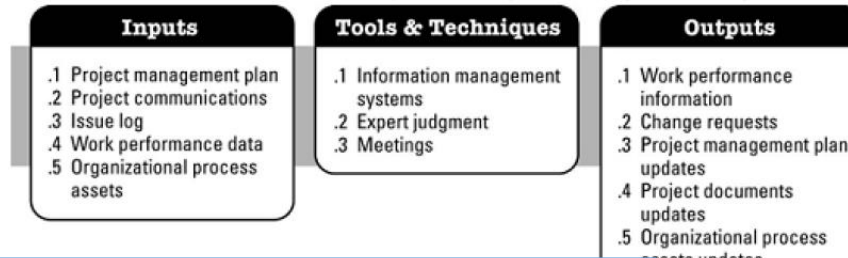 Inputs
.1 Project management plan
.2 Project communications
.3 Issue log
.4 Work performance data
.5 Organizational process
assets
Tools & Techniques
.1 Information management
systems
.2 Expert judgment
.3 Meetings
Outputs
.1 Work performance
information
.2 Change requests
.3 Project management plan
updates
.4 Project documents
updates
.5 Organizational process
assets updates